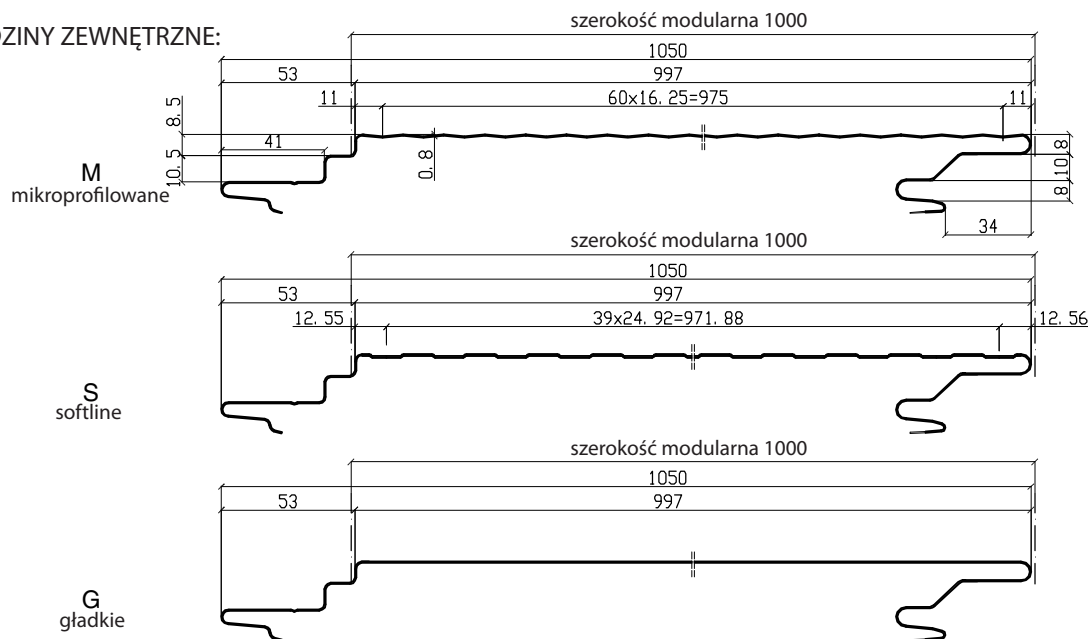 DZINY ZEWNĘTRZNE:
szerokość modularna 1000
1050
53
997
11
60x16. 25=975
11
8. 5
41
0. 8
10. 5
8
10
8
34
M
mikroprofilowane
szerokość modularna 1000
1050
53
997
12. 55
39x24. 92=971. 88
12. 56
S
softline
szerokość modularna 1000
1050
53
997
G
gładkie